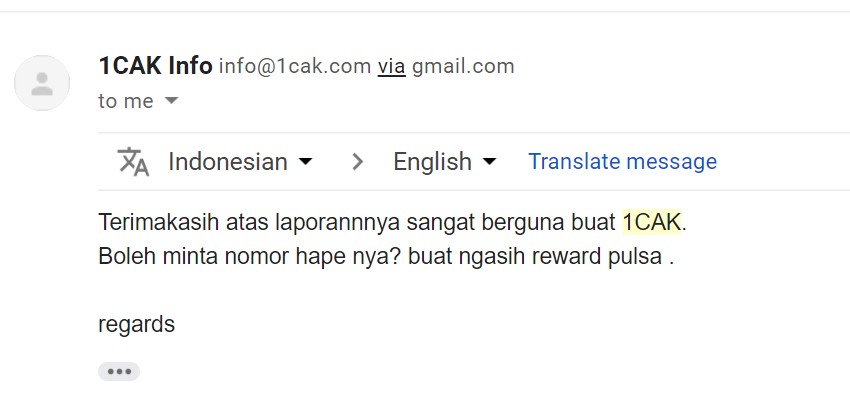 1CAK Info info@1cak.com via gmail.com
to me
Indonesian > English Translate message
Terimakasih atas laporannnya sangat berguna buat 1CAK.
Boleh minta nomor hape nya? buat ngasih reward pulsa .
regards